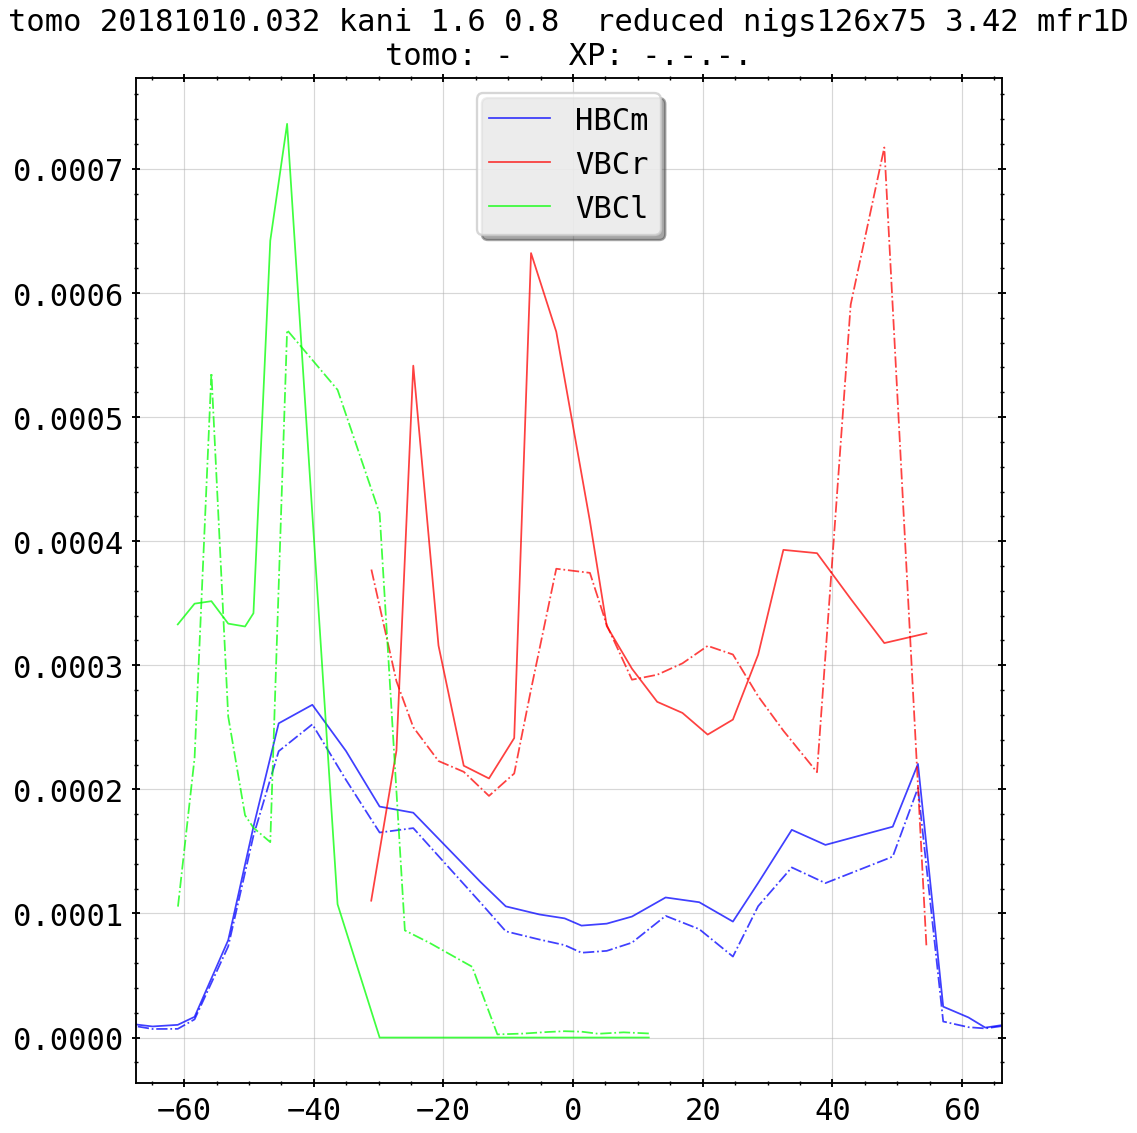 tomo 20181010.032 kani 1.6 0.8  reduced nigs126x75 3.42 mfr1D
tomo: -   XP: -.-.-.
HBCm
VBCr
VBCl
0.0007
0.0006
0.0005
0.0004
0.0003
0.0002
0.0001
0.0000
−60 −40 −20 0 20 40 60